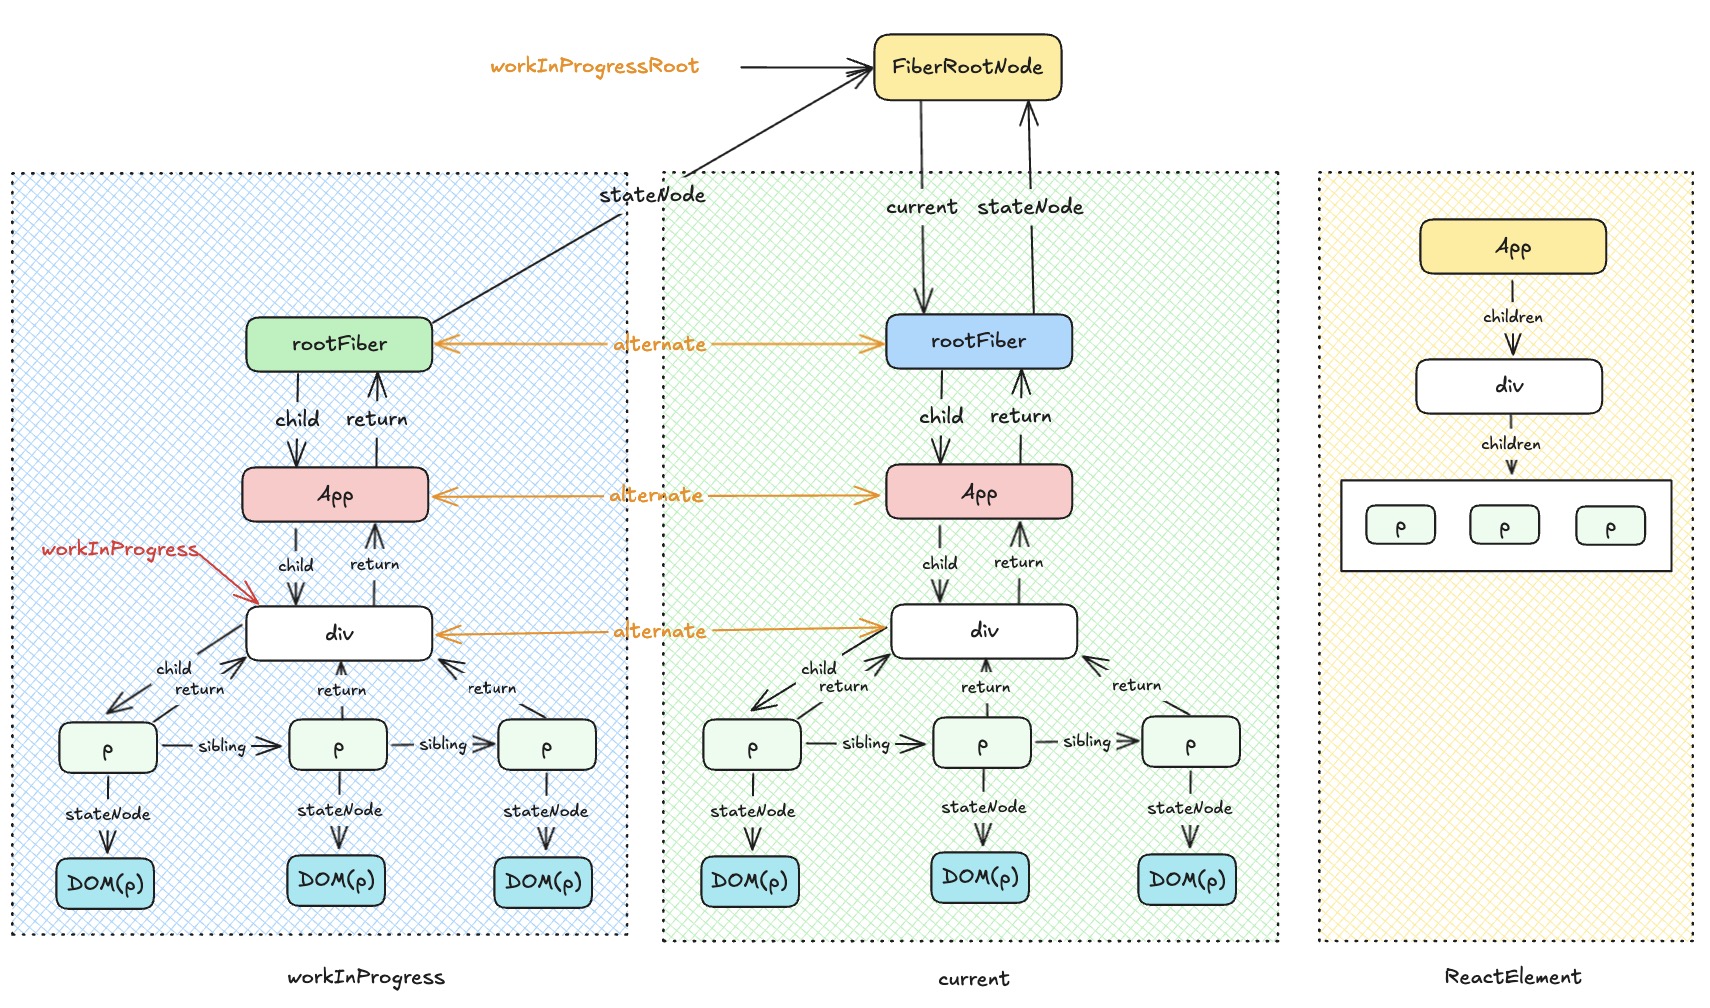 workInProgressRoot
FiberRootNode
stateNode
current
stateNode
rootFiber
alternate
rootFiber
child
return
child
return
App
alternate
App
workInProgress
child
return
child
return
div
alternate
div
child
return
return
return
child
return
return
return
p
sibling
p
sibling
p
p
sibling
p
sibling
p
stateNode
stateNode
stateNode
stateNode
stateNode
stateNode
DOM(p)
DOM(p)
DOM(p)
DOM(p)
DOM(p)
DOM(p)
workInProgress
current
App
children
div
children
p
p
p
ReactElement